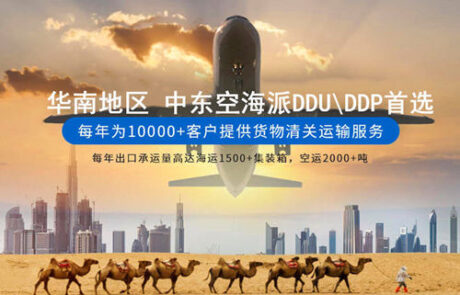 华南地区 中东空海派DDU\DDP首选
每年为10000+客户提供货物清关运输服务
每年出口承运量高达海运1500+集装箱，空运2000+吨